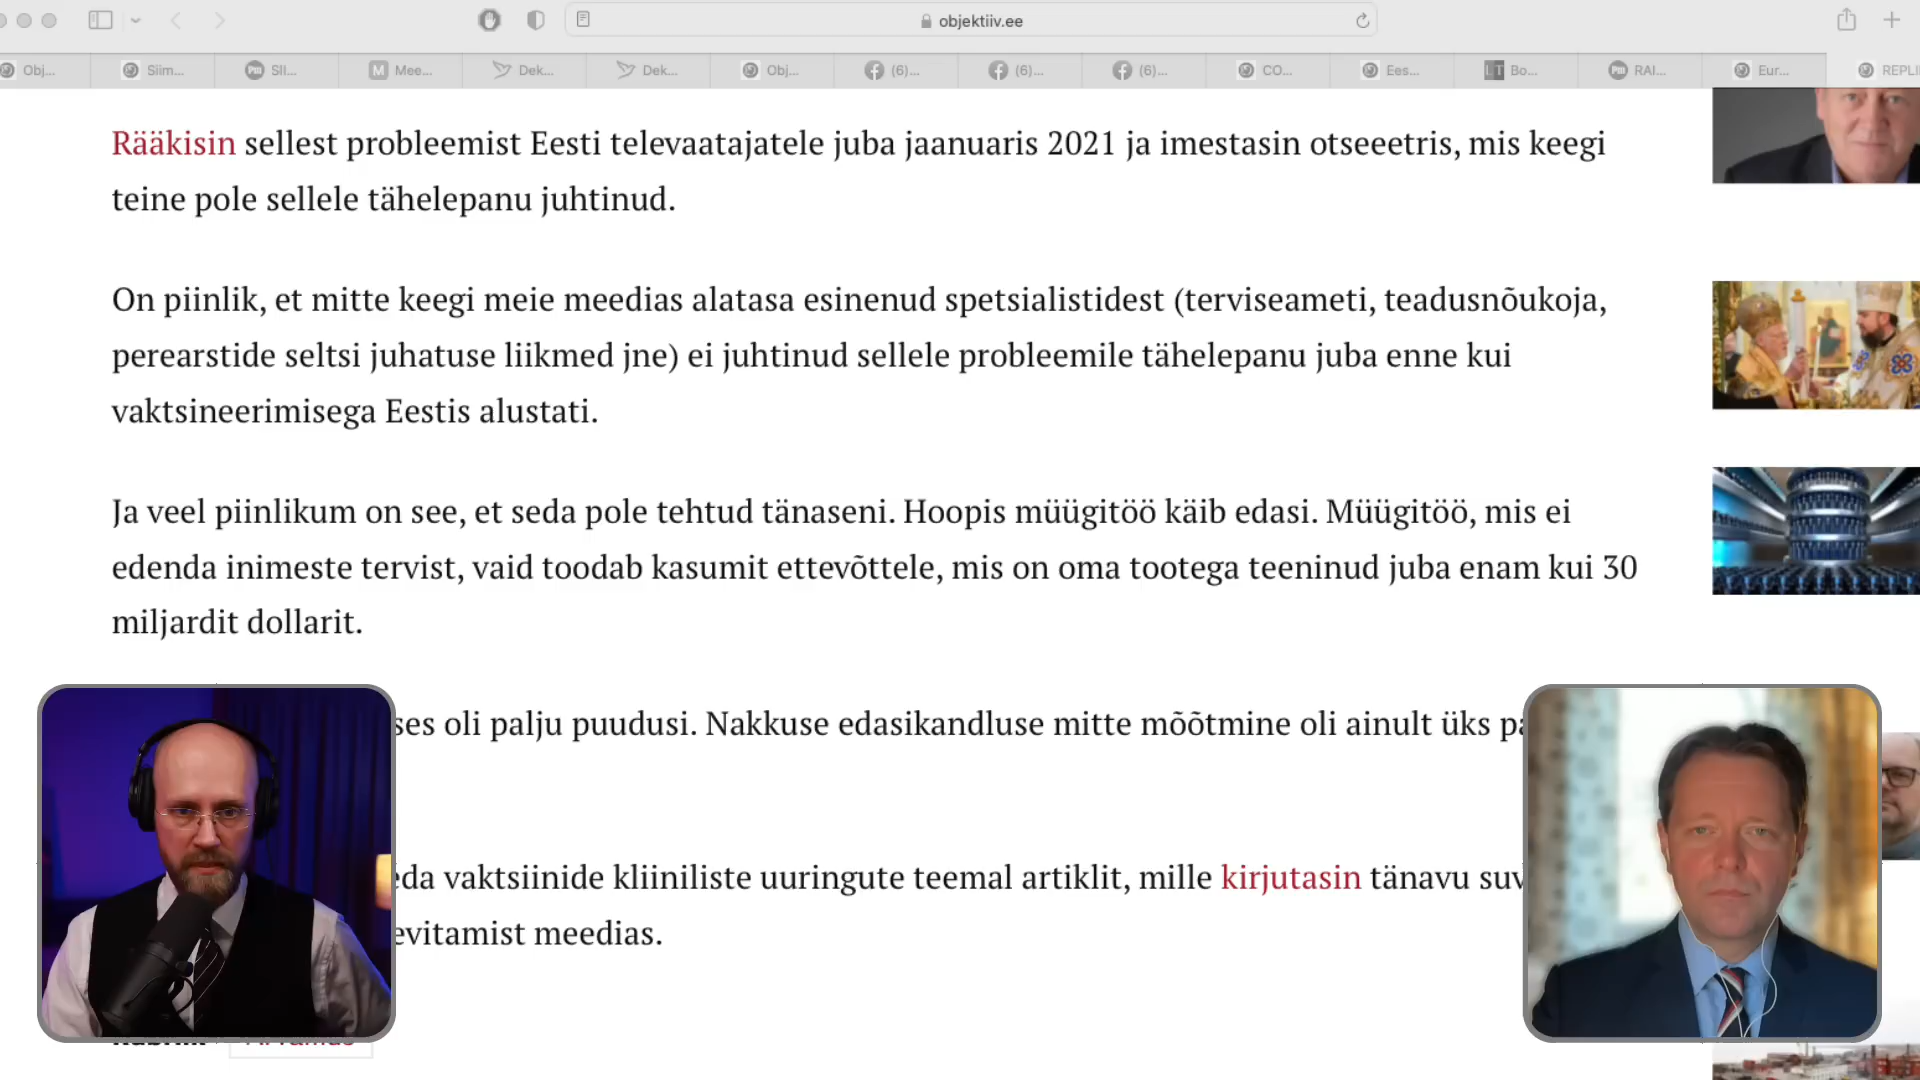 objektiiv.ee
Obj...
Siim...
SII...
Mee...
Dek...
Dek...
Obj...
(6)...
(6)...
(6)...
CO...
Ees...
Bo...
RAI...
Eur...
REPLI
Rääkisin sellest probleemist Eesti televaatajatele juba jaanuaris 2021 ja imestasin otseeetris, mis keegi
teine pole sellele tähelepanu juhtinud.
On piinlik, et mitte keegi meie meedias alatasa esinenud spetsialistidest (terviseameti, teadusnõukoja,
perearstide seltsi juhatuse liikmed jne) ei juhtinud sellele probleemile tähelepanu juba enne kui
vaktsineerimisega Eestis alustati.
Ja veel piinlikum on see, et seda pole tehtud tänaseni. Hoopis müügitöö käib edasi. Müügitöö, mis ei
edenda inimeste tervist, vaid toodab kasumit ettevõttele, mis on oma tootega teeninud juba enam kui 30
miljardit dollarit.
ses oli palju puudusi. Nakkuse edasikandluse mitte mõõtmine oli ainult üks pa
eda vaktsiinide kliiniliste uuringute teemal artiklit, mille kirjutasin tänavu suv
evitamist meedias.